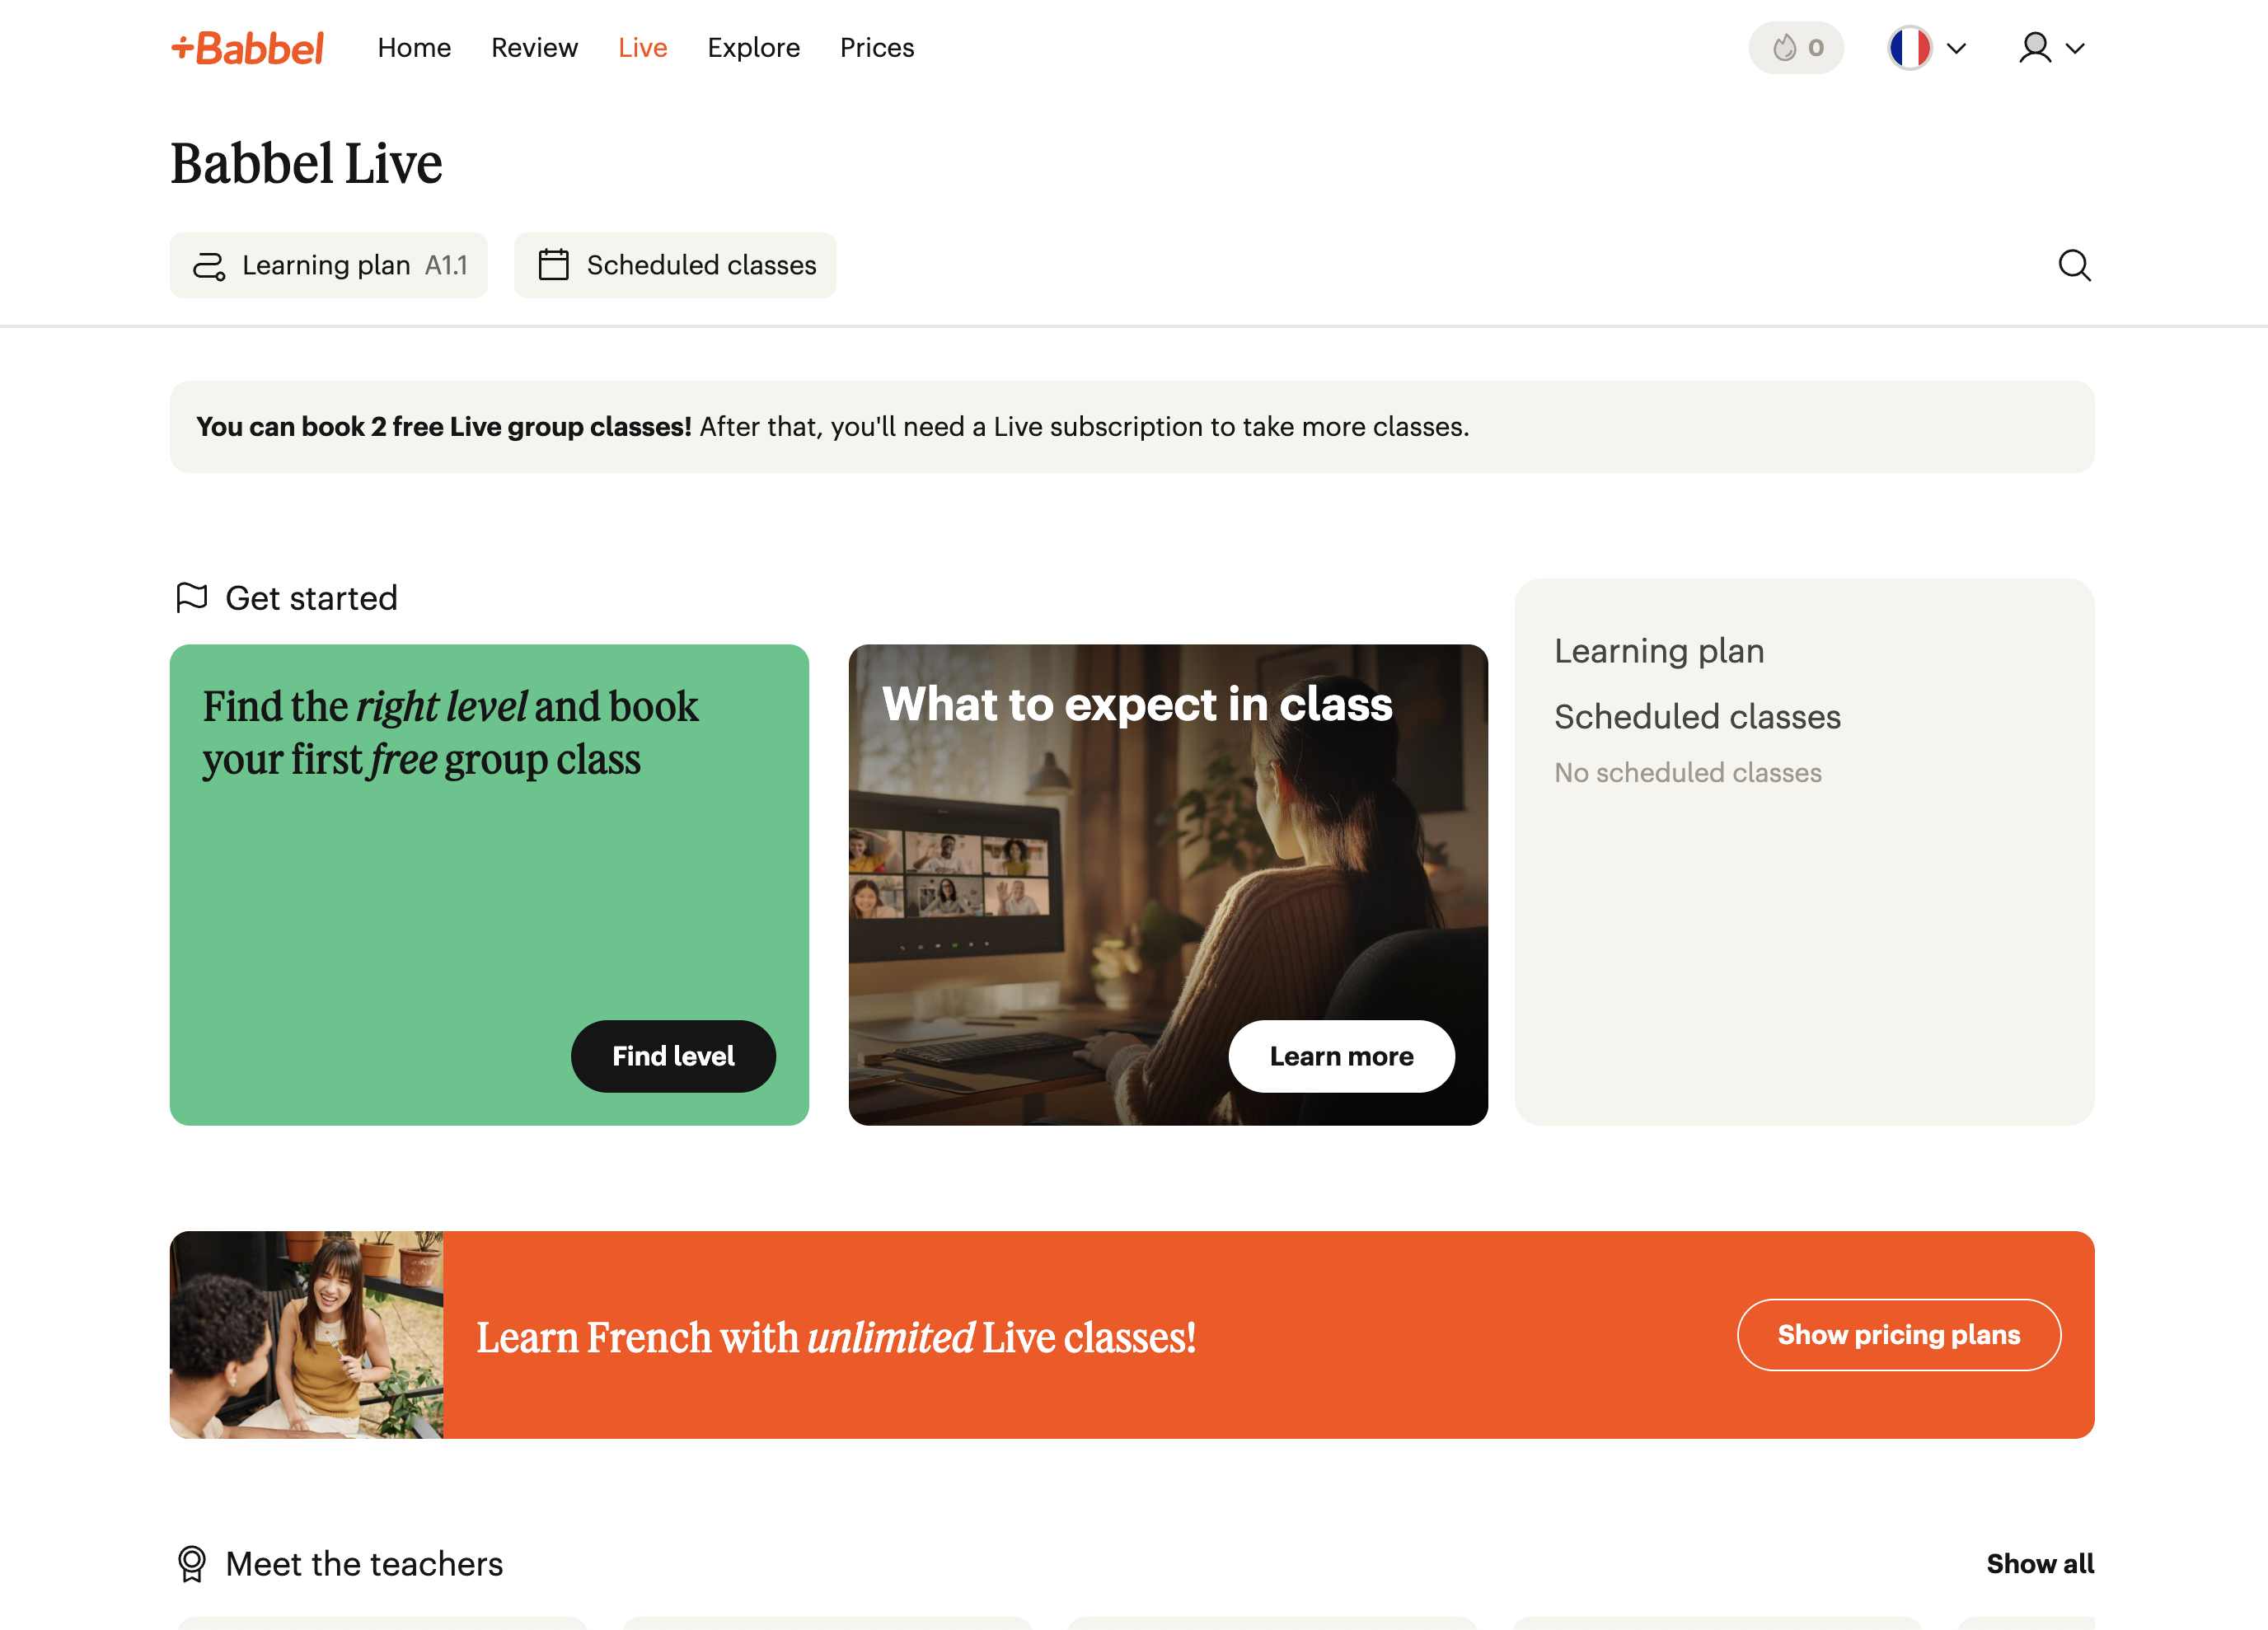 +Babbel Home Review Live Explore Prices 0
Babbel Live
Learning plan A1.1 Scheduled classes
You can book 2 free Live group classes! After that, you'll need a Live subscription to take more classes.
Get started
Find the right level and book
your first free group class
Find level
What to expect in class
Learn more
Learning plan
Scheduled classes
No scheduled classes
Learn French with unlimited Live classes!
Show pricing plans
Meet the teachers
Show all